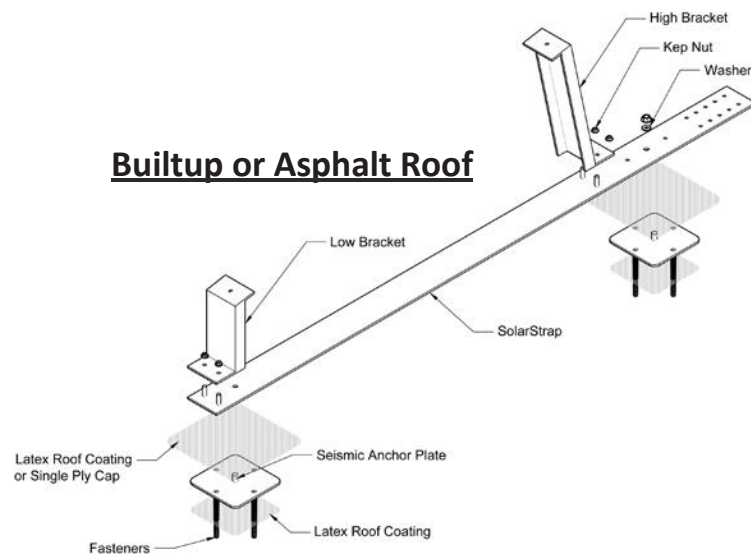 High Bracket
Kep Nut
Washer
Builtup or Asphalt Roof
Low Bracket
SolarStrap
Latex Roof Coating
or Single Ply Cap
Seismic Anchor Plate
Latex Roof Coating
Fasteners